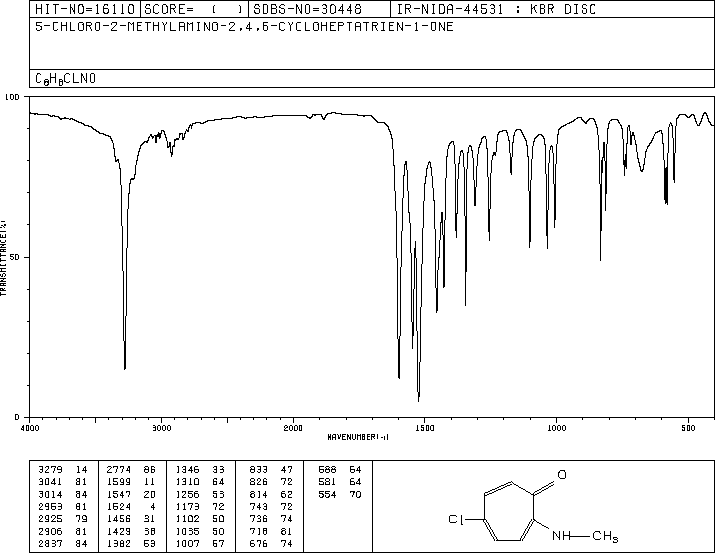 HIT-NO=16110 SCORE= ( ) SDBS-NO=30448 IR-NIDA-44531 : KBR DISC
5-CHLORO-2-METHYLAMINO-2,4,6-CYCLOHEPTATRIEN-1-ONE
C8H8CLNO
100
50
0
TRANSMITTANCE(%)
4000 3000 2000 1500 1000 500
WAVENUMBER(-1)
3279 14 2774 86 1346 33 833 47 588 64
3041 81 1599 11 1310 64 826 72 581 64
3014 84 1547 20 1256 53 814 62 554 70
2953 81 1524 4 1173 72 743 72
2925 79 1456 31 1102 50 736 74
2906 81 1429 38 1035 50 718 81
2837 84 1382 53 1007 57 676 74
O
Cl
NH CH3